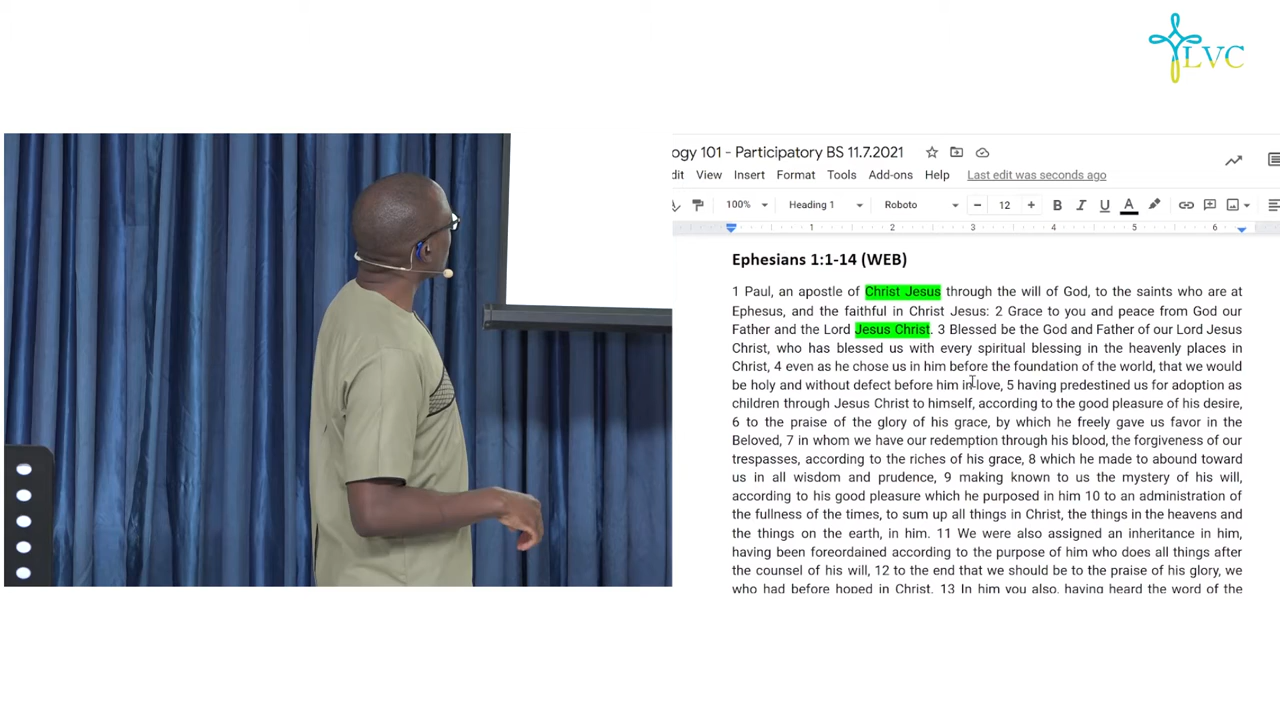 LVC
ogy 101 - Participatory BS 11.7.2021
dit View Insert Format Tools Add-ons Help Last edit was seconds ago
100% Heading 1 Roboto − 12 + B I U A
1 2 3 4 5 6
Ephesians 1:1-14 (WEB)
1 Paul, an apostle of Christ Jesus through the will of God, to the saints who are at
Ephesus, and the faithful in Christ Jesus: 2 Grace to you and peace from God our
Father and the Lord Jesus Christ. 3 Blessed be the God and Father of our Lord Jesus
Christ, who has blessed us with every spiritual blessing in the heavenly places in
Christ, 4 even as he chose us in him before the foundation of the world, that we would
be holy and without defect before him in love, 5 having predestined us for adoption as
children through Jesus Christ to himself, according to the good pleasure of his desire,
6 to the praise of the glory of his grace, by which he freely gave us favor in the
Beloved, 7 in whom we have our redemption through his blood, the forgiveness of our
trespasses, according to the riches of his grace, 8 which he made to abound toward
us in all wisdom and prudence, 9 making known to us the mystery of his will,
according to his good pleasure which he purposed in him 10 to an administration of
the fullness of the times, to sum up all things in Christ, the things in the heavens and
the things on the earth, in him. 11 We were also assigned an inheritance in him,
having been foreordained according to the purpose of him who does all things after
the counsel of his will, 12 to the end that we should be to the praise of his glory, we
who had before hoped in Christ. 13 In him you also, having heard the word of the